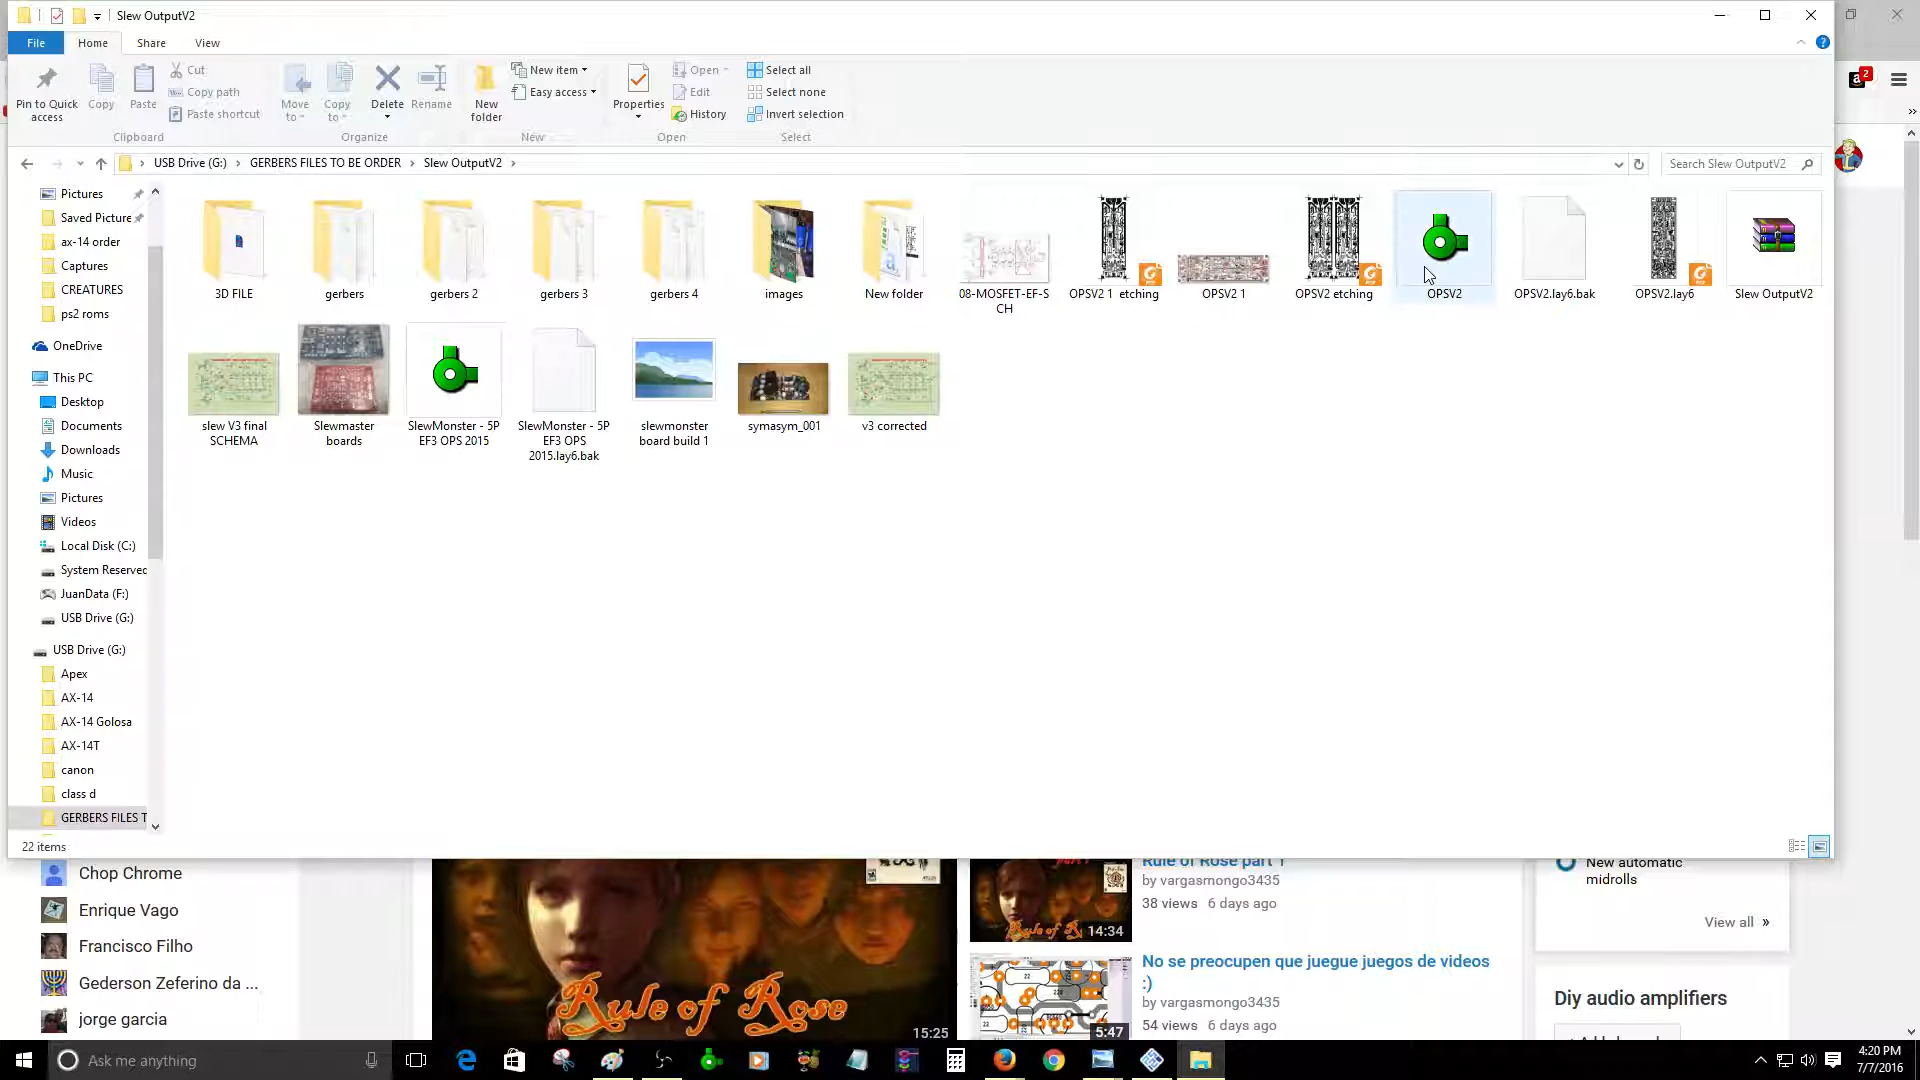 Slew OutputV2
File Home Share View
Pin to Quick access
Copy
Paste
Cut
Copy path
Paste shortcut
Clipboard
Move to
Copy to
Delete
Rename
Organize
New folder
New item
Easy access
New
Properties
Open
Edit
History
Open
Select all
Select none
Invert selection
Select
2
USB Drive (G:) > GERBERS FILES TO BE ORDER > Slew OutputV2 >
Search Slew OutputV2
Pictures
Saved Picture
ax-14 order
Captures
CREATURES
ps2 roms
OneDrive
This PC
Desktop
Documents
Downloads
Music
Pictures
Videos
Local Disk (C:)
System Reserved
JuanData (F:)
USB Drive (G:)
USB Drive (G:)
Apex
AX-14
AX-14 Golosa
AX-14T
canon
class d
GERBERS FILES T
3D FILE
gerbers
gerbers 2
gerbers 3
gerbers 4
images
New folder
08-MOSFET-EF-S
CH
OPSV2 1 etching
OPSV2 1
OPSV2 etching
OPSV2
OPSV2.lay6.bak
OPSV2.lay6
Slew OutputV2
slew V3 final
SCHEMA
Slewmaster
boards
SlewMonster - 5P
EF3 OPS 2015
SlewMonster - 5P
EF3 OPS
2015.lay6.bak
slewmonster
board build 1
symasym_001
v3 corrected
22 items
Chop Chrome
Enrique Vago
Francisco Filho
Gederson Zeferino da ...
jorge garcia
Rule of Rose
15:25
Rule of Rose part 1
by vargasmongo3435
38 views 6 days ago
14:34
No se preocupen que juegue juegos de videos
:)
by vargasmongo3435
54 views 6 days ago
5:47
New automatic
midrolls
View all »
Diy audio amplifiers
Ask me anything
4:20 PM
7/7/2016